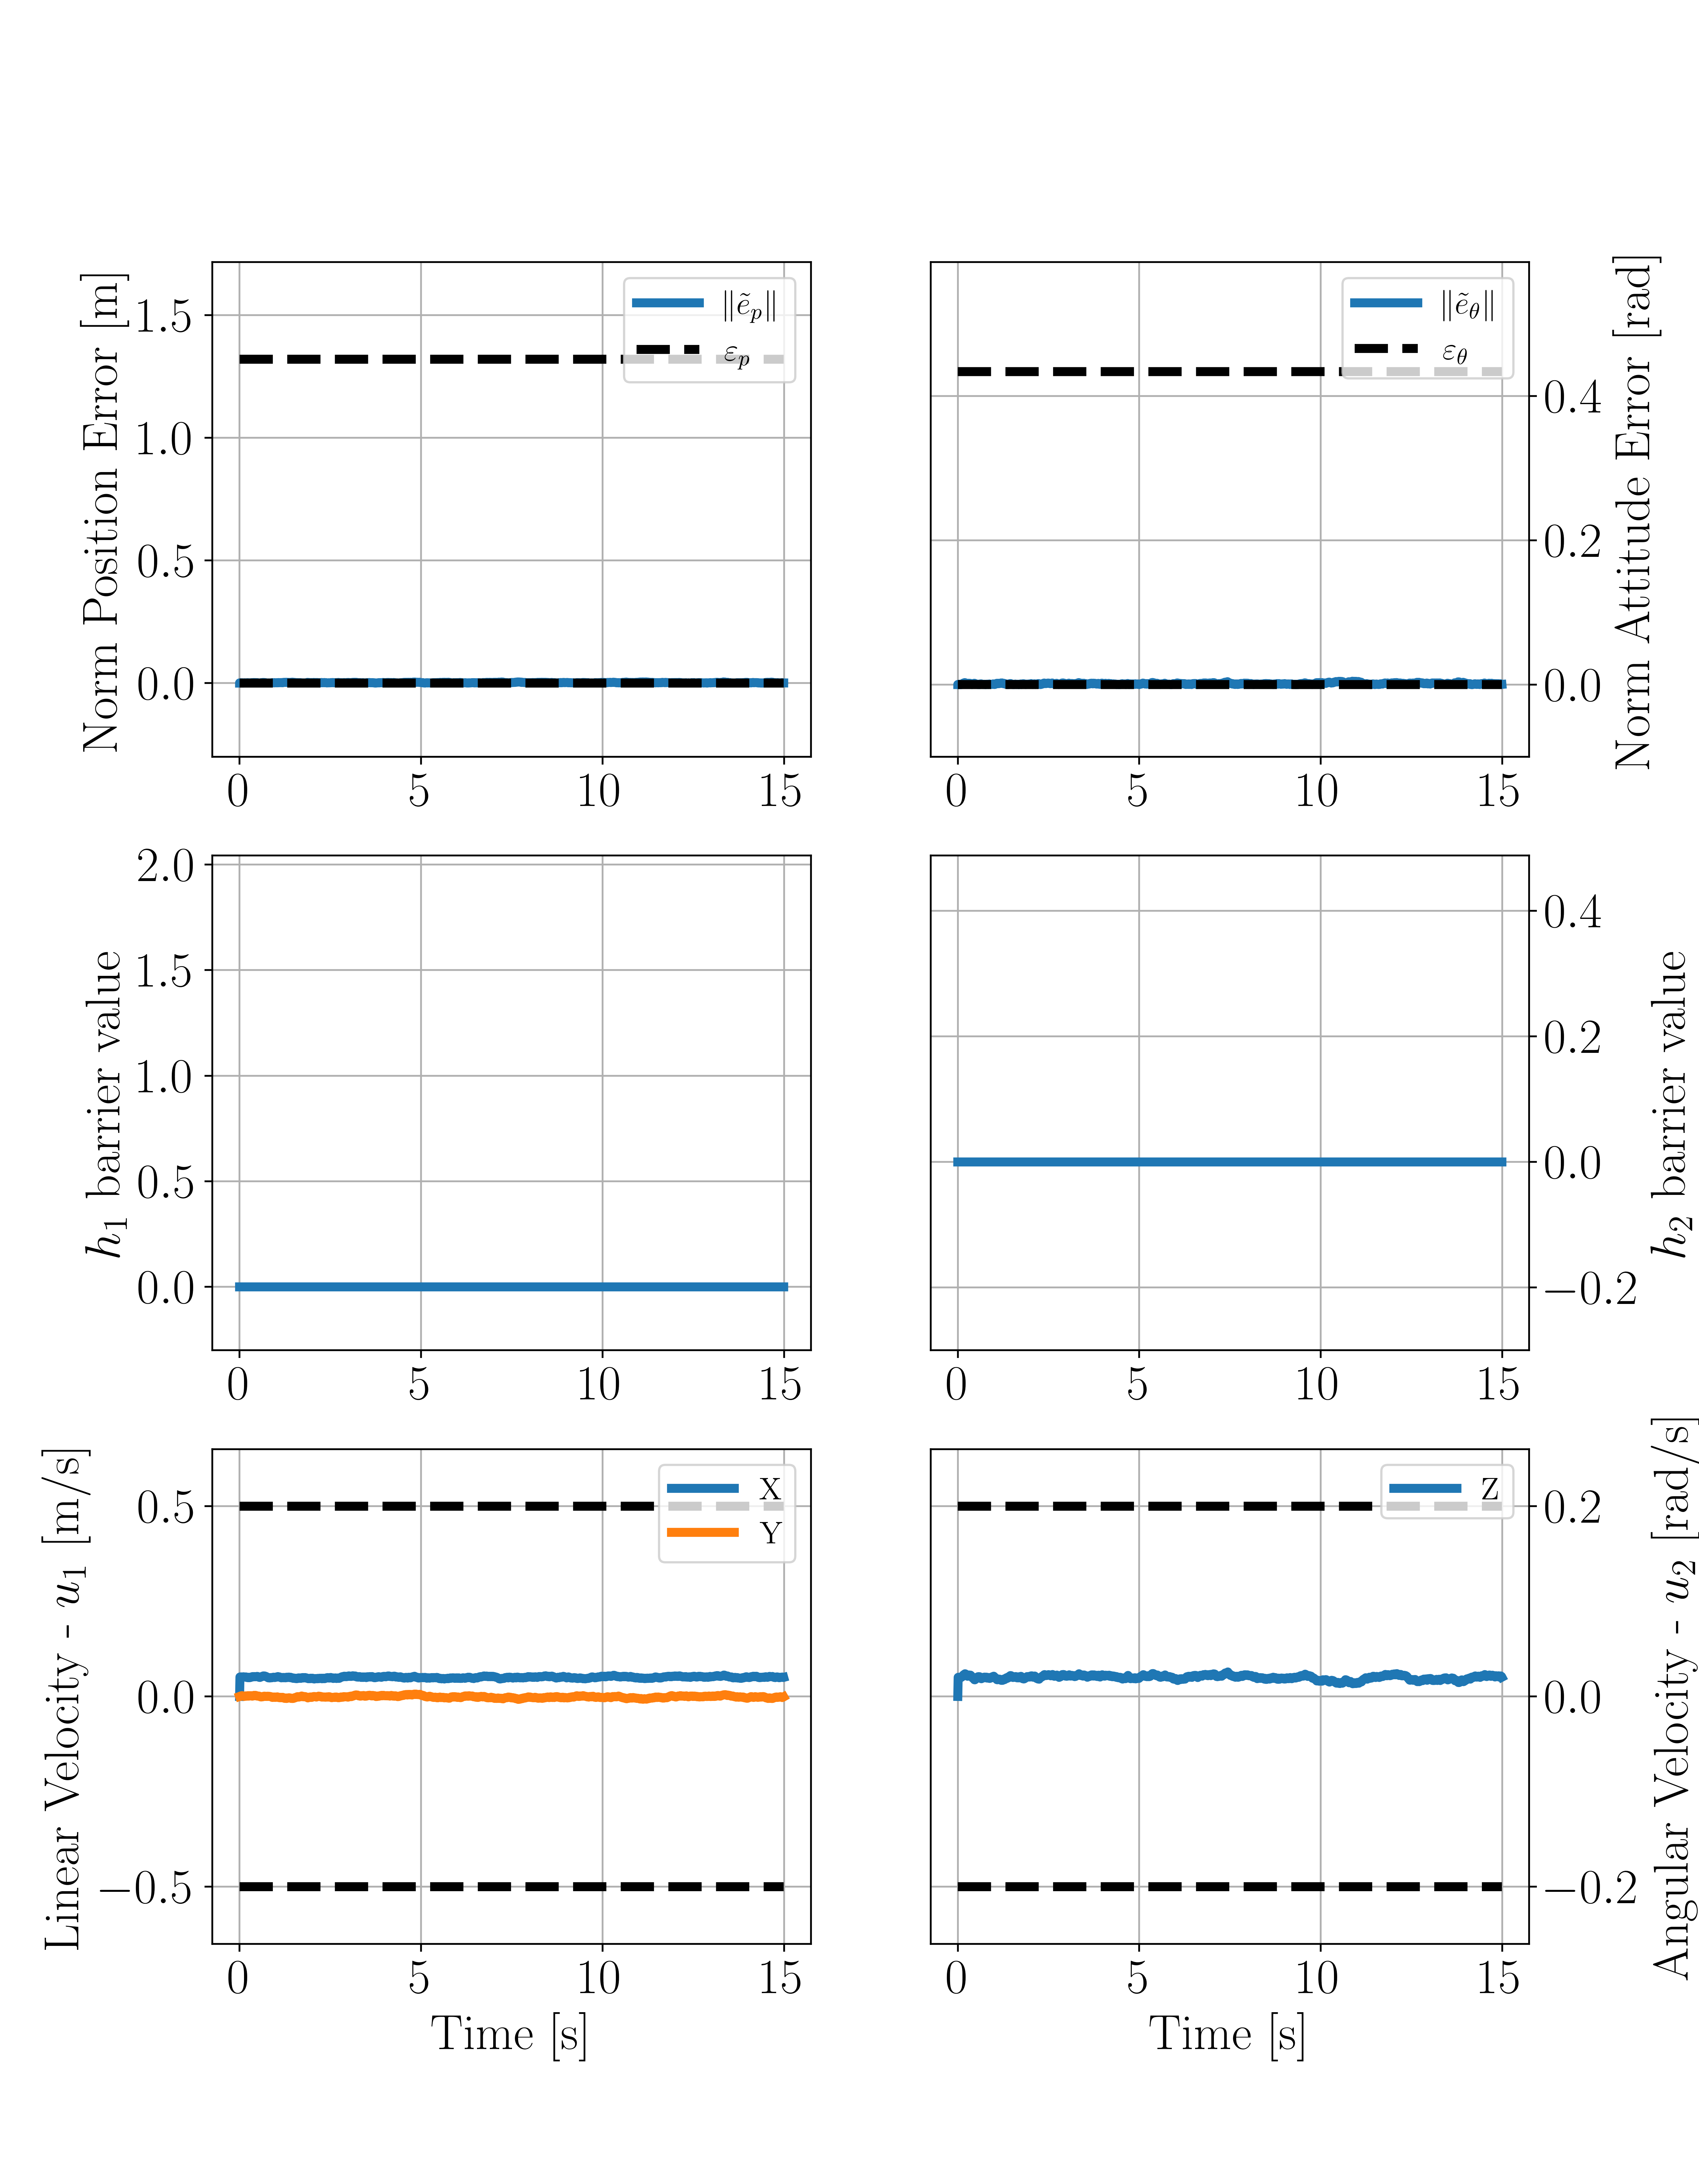 Norm Position Error [m]
1.5
1.0
0.5
0.0
0 5 10 15
‖ẽₚ‖
εₚ
Norm Attitude Error [rad]
0.4
0.2
0.0
0 5 10 15
‖ẽ_θ‖
ε_θ
h₁ barrier value
2.0
1.5
1.0
0.5
0.0
0 5 10 15
h₂ barrier value
0.4
0.2
0.0
−0.2
0 5 10 15
Linear Velocity - u₁ [m/s]
0.5
0.0
−0.5
0 5 10 15
Time [s]
X
Y
Angular Velocity - u₂ [rad/s]
0.2
0.0
−0.2
0 5 10 15
Time [s]
Z